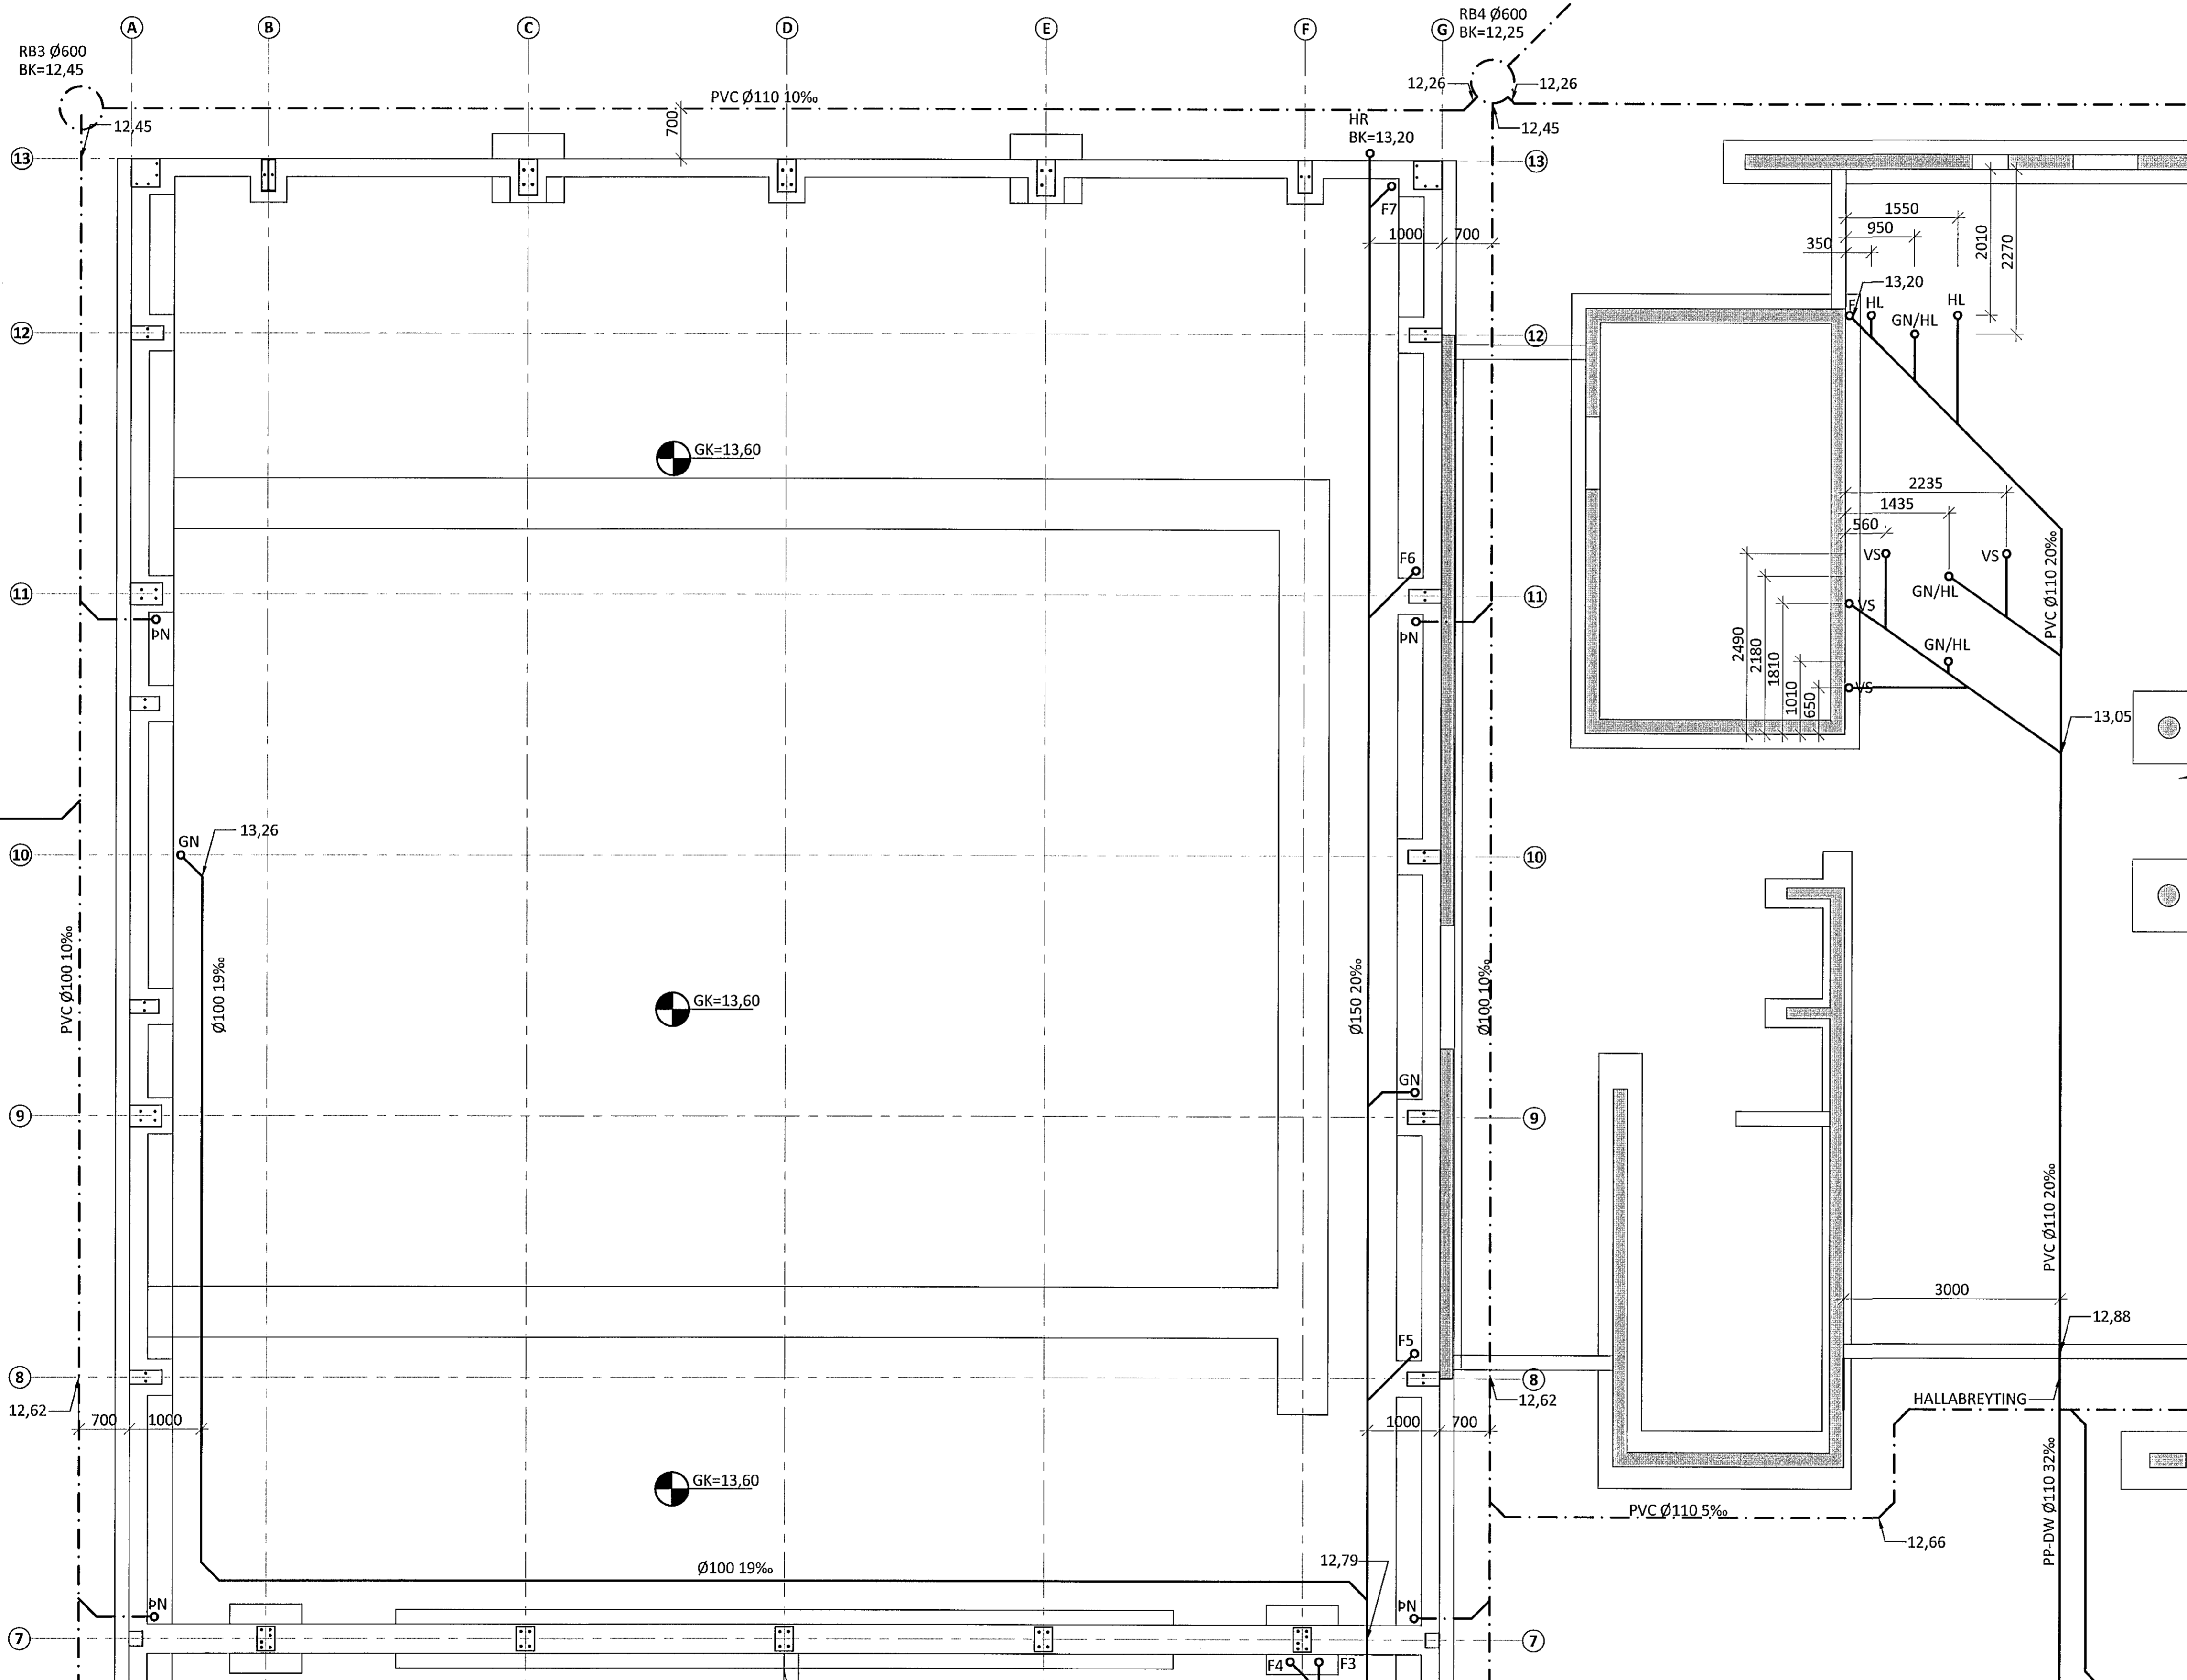 A
B
C
D
E
F
G
RB4 Ø600
BK=12,25
RB3 Ø600
BK=12,45
12,26
12,26
PVC Ø110 10‰
700
12,45
12,45
HR
BK=13,20
13
13
F7
1000
700
1550
950
350
2010
2270
13,20
F
HL
HL
GN/HL
12
12
GK=13,60
2235
1435
560
F6
VS
VS
GN/HL
PVC Ø110 20‰
11
11
VS
ÞN
ÞN
GN/HL
2490
2180
1810
1010
650
VS
13,05
13,26
GN
10
10
PVC Ø100 10‰
Ø100 19‰
GK=13,60
Ø150 20‰
Ø100 10‰
GN
9
9
PVC Ø110 20‰
3000
12,88
F5
8
8
12,62
12,62
HALLABREYTING
700
1000
1000
700
GK=13,60
PVC Ø110 5‰
12,66
PP-DW Ø110 32‰
12,79
Ø100 19‰
ÞN
ÞN
7
7
F4
F3